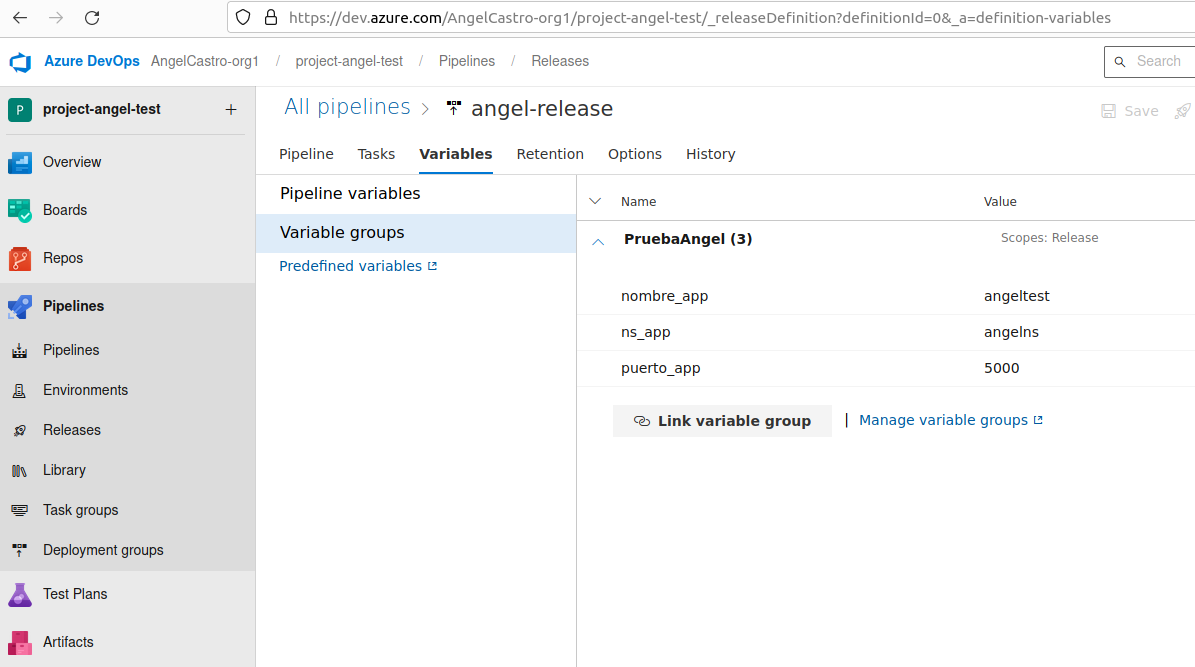 https://dev.azure.com/AngelCastro-org1/project-angel-test/_releaseDefinition?definitionId=0&_a=definition-variables
Azure DevOps AngelCastro-org1 / project-angel-test / Pipelines / Releases
Search
P project-angel-test +
All pipelines > angel-release
Save
Pipeline Tasks Variables Retention Options History
Overview
Boards
Repos
Pipelines
Pipelines
Environments
Releases
Library
Task groups
Deployment groups
Test Plans
Artifacts
Pipeline variables
Variable groups
Predefined variables
Name Value
PruebaAngel (3) Scopes: Release
nombre_app angeltest
ns_app angelns
puerto_app 5000
Link variable group | Manage variable groups